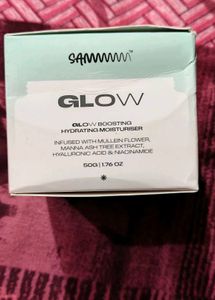 GLOW
GLOW BOOSTING
HYDRATING MOISTURISER
INFUSED WITH MULLEIN FLOWER,
MANNA ASH TREE EXTRACT,
HYALURONIC ACID & NIACINAMIDE
50G | 1.76 OZ